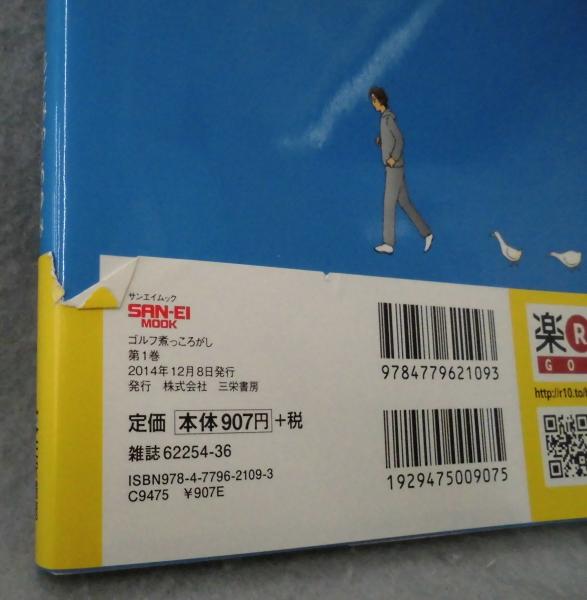 サンエイムック
SAN-EI
MOOK
ゴルフ煮っころがし
第1巻
2014年12月8日発行
発行 株式会社 三栄書房
定価 本体907円+税
雑誌62254-36
ISBN978-4-7796-2109-3
C9475 ¥907E
9784779621093
1929475009075
楽R
GO
http://r10.to/